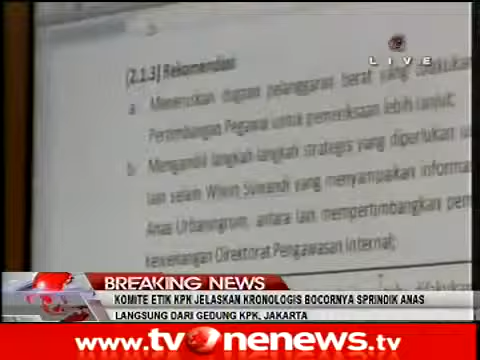 LIVE
(2.1.3) Rekomendasi
a Meneruskan dugaan pelanggaran berat yang dilakukan
Pertimbangan Pegawai untuk pemeriksaan lebih lanjut;
b Mengambil langkah-langkah strategis yang diperlukan
lain selain Wiwin Suwandi yang menyampaikan informasi
Anas Urbaningrum, antara lain mempertimbangkan
kewenangan Direktorat Pengawasan Internal;
BREAKING NEWS
KOMITE ETIK KPK JELASKAN KRONOLOGIS BOCORNYA SPRINDIK ANAS
LANGSUNG DARI GEDUNG KPK, JAKARTA
www.tvonenews.tv